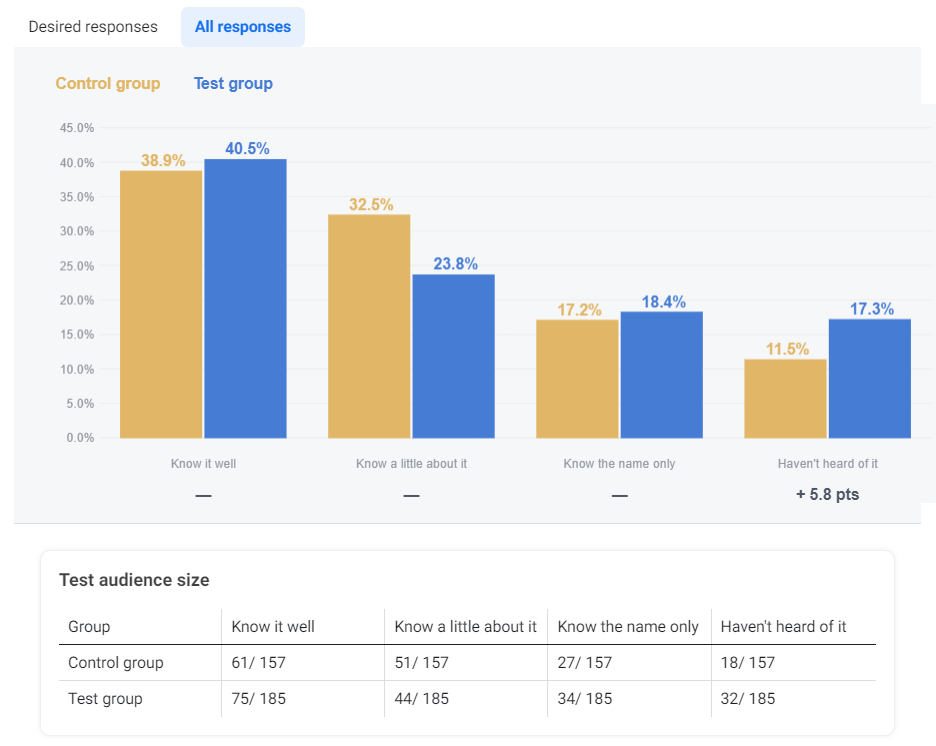 Desired responses All responses
Control group Test group
45.0%
40.0%
35.0%
30.0%
25.0%
20.0%
15.0%
10.0%
5.0%
0.0%
38.9% 40.5%
32.5% 23.8%
17.2% 18.4%
11.5% 17.3%
Know it well Know a little about it Know the name only Haven't heard of it
— — — + 5.8 pts
Test audience size
Group Know it well Know a little about it Know the name only Haven't heard of it
Control group 61/ 157 51/ 157 27/ 157 18/ 157
Test group 75/ 185 44/ 185 34/ 185 32/ 185